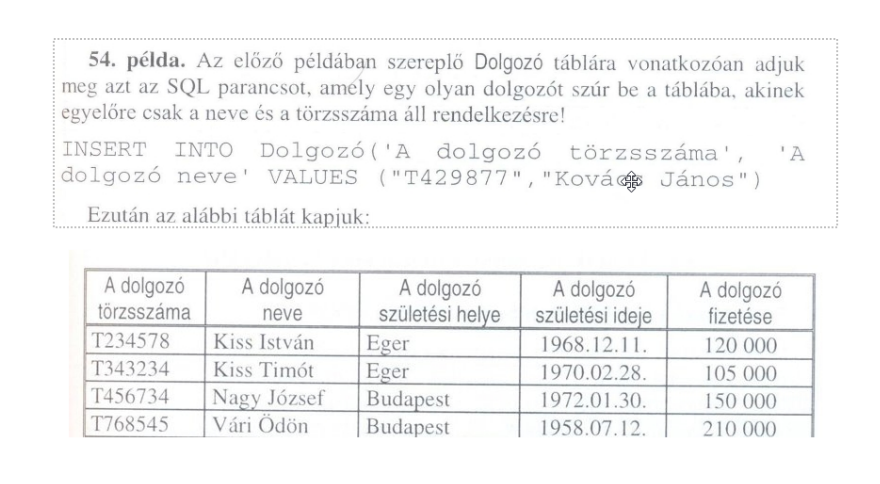 54. példa. Az előző példában szereplő Dolgozó táblára vonatkozóan adjuk
meg azt az SQL parancsot, amely egy olyan dolgozót szúr be a táblába, akinek
egyelőre csak a neve és a törzsszáma áll rendelkezésre!
INSERT INTO Dolgozó('A dolgozó törzsszáma', 'A
dolgozó neve' VALUES ("T429877","Kovács János")
Ezután az alábbi táblát kapjuk:
A dolgozó törzsszáma A dolgozó neve A dolgozó születési helye A dolgozó születési ideje A dolgozó fizetése
T234578 Kiss István Eger 1968.12.11. 120 000
T343234 Kiss Timót Eger 1970.02.28. 105 000
T456734 Nagy József Budapest 1972.01.30. 150 000
T768545 Vári Ödön Budapest 1958.07.12. 210 000